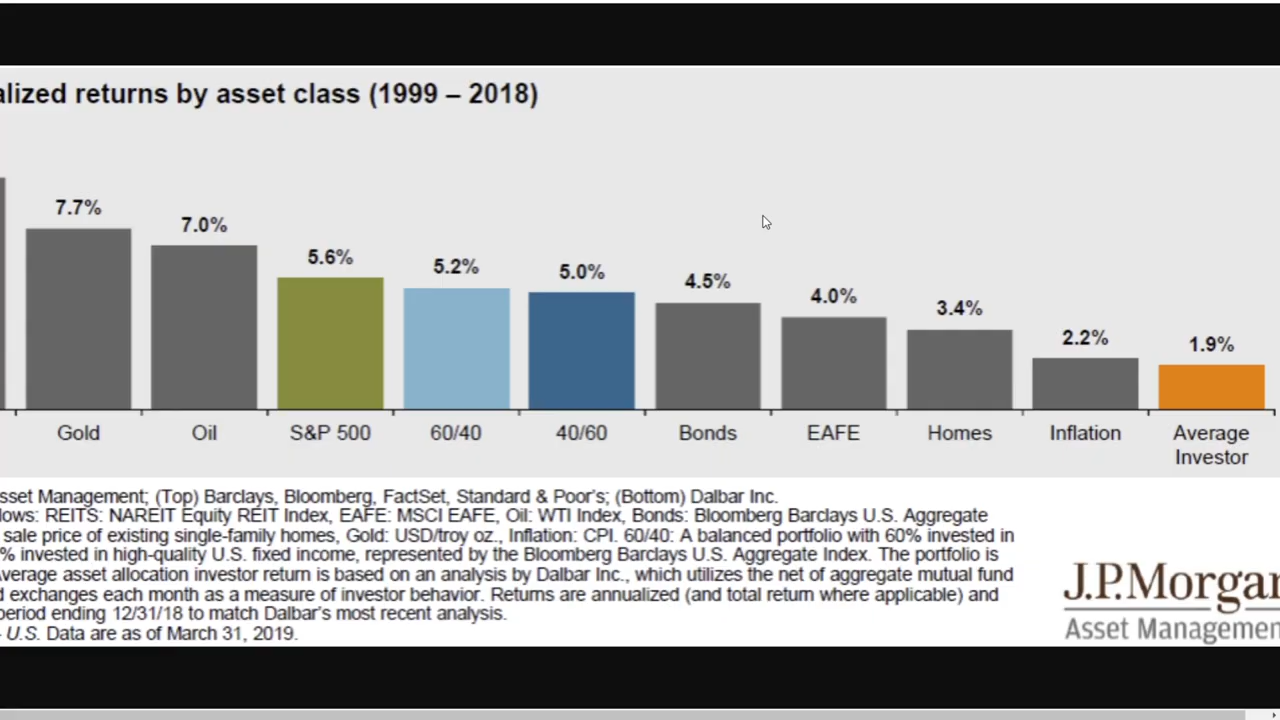 alized returns by asset class (1999 – 2018)
7.7%
7.0%
5.6%
5.2%
5.0%
4.5%
4.0%
3.4%
2.2%
1.9%
Gold
Oil
S&P 500
60/40
40/60
Bonds
EAFE
Homes
Inflation
Average
Investor
sset Management; (Top) Barclays, Bloomberg, FactSet, Standard & Poor's; (Bottom) Dalbar Inc.
lows: REITS: NAREIT Equity REIT Index, EAFE: MSCI EAFE, Oil: WTI Index, Bonds: Bloomberg Barclays U.S. Aggregate
sale price of existing single-family homes, Gold: USD/troy oz., Inflation: CPI. 60/40: A balanced portfolio with 60% invested in
% invested in high-quality U.S. fixed income, represented by the Bloomberg Barclays U.S. Aggregate Index. The portfolio is
verage asset allocation investor return is based on an analysis by Dalbar Inc., which utilizes the net of aggregate mutual fund
d exchanges each month as a measure of investor behavior. Returns are annualized (and total return where applicable) and
period ending 12/31/18 to match Dalbar's most recent analysis.
- U.S. Data are as of March 31, 2019.
J.P.Morgan
Asset Managemen